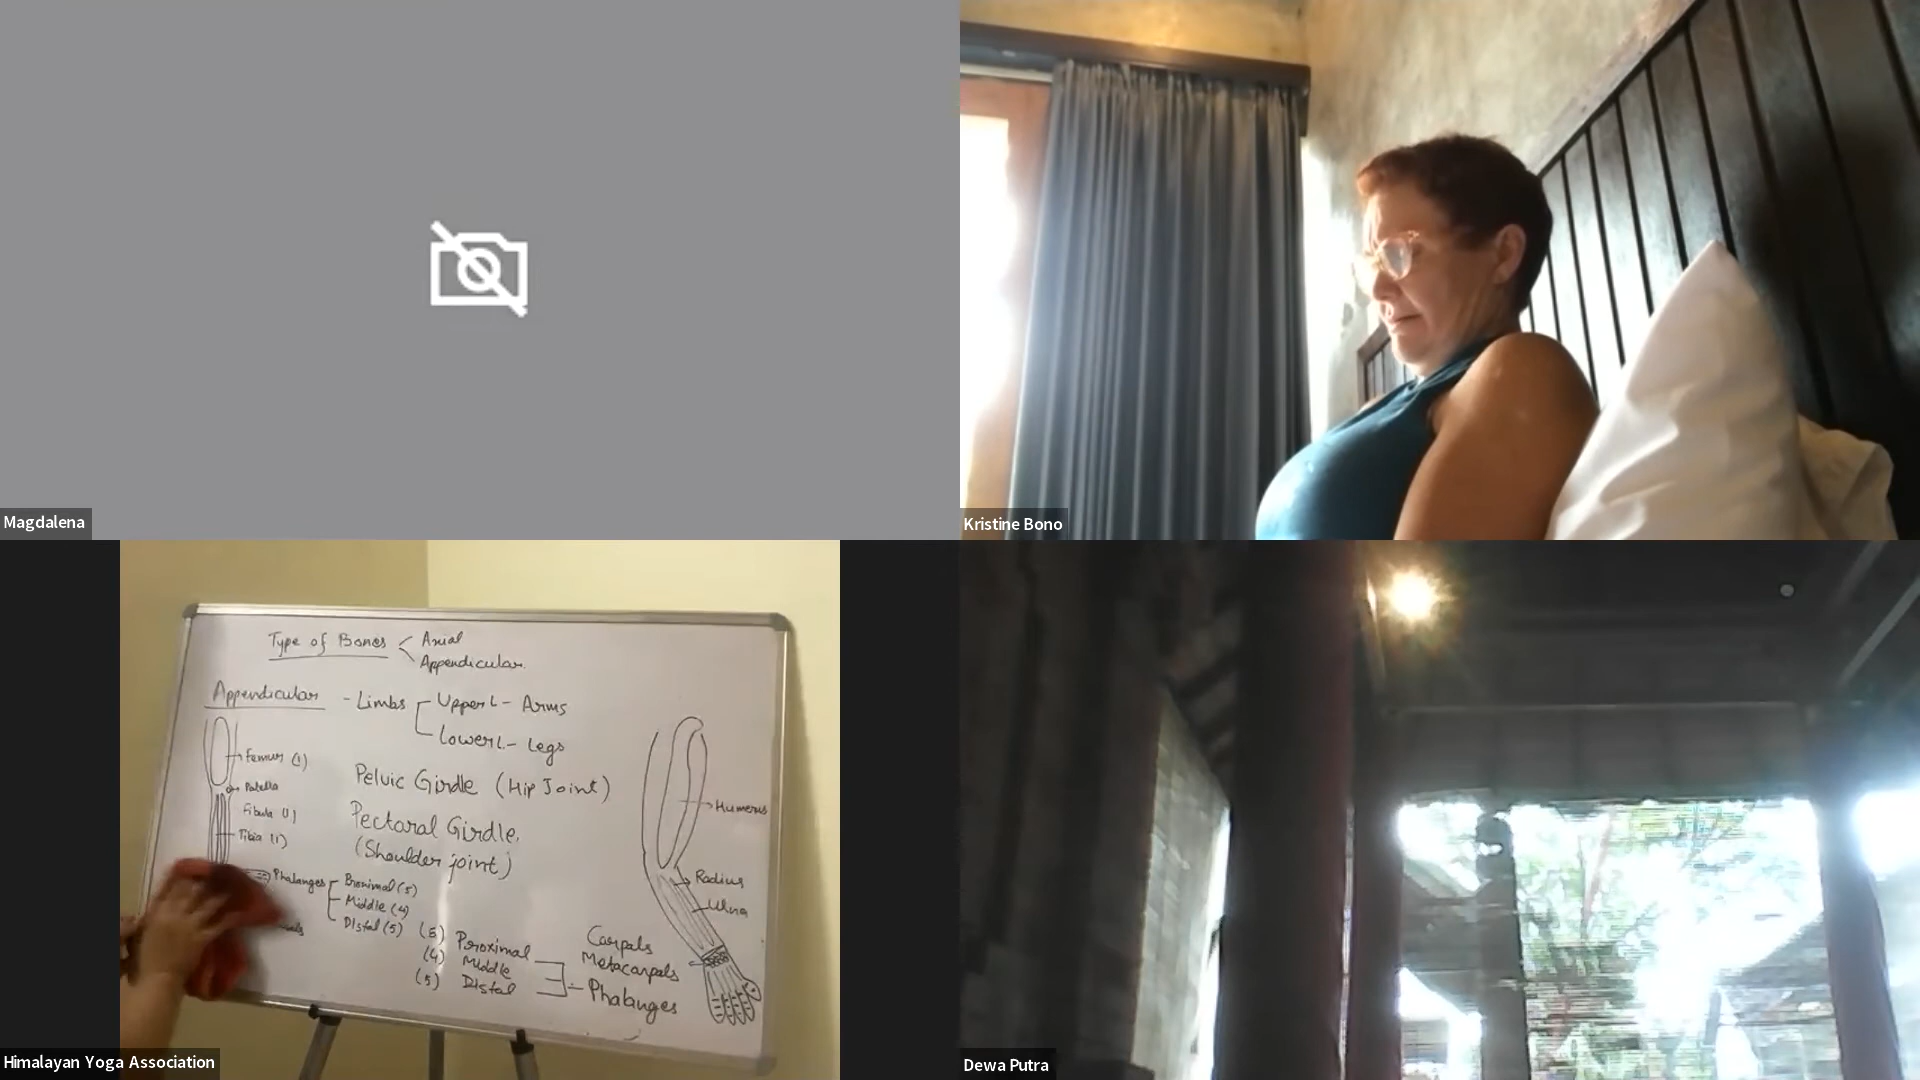 Magdalena
Kristine Bono
Type of Bones
Axial
Appendicular.
Appendicular - Limbs
Upper L - Arms
Lower L - Legs
Femur (1)
Patella
Fibula (1)
Tibia (1)
Pelvic Girdle (Hip Joint)
Pectoral Girdle.
(Shoulder joint)
Humerus
Radius
Ulna
Phalanges
Proximal (5)
Middle (4)
Distal (5)
(5) Proximal
(4) Middle
(5) Distal
Carpals
Metacarpals
Phalanges
Himalayan Yoga Association
Dewa Putra